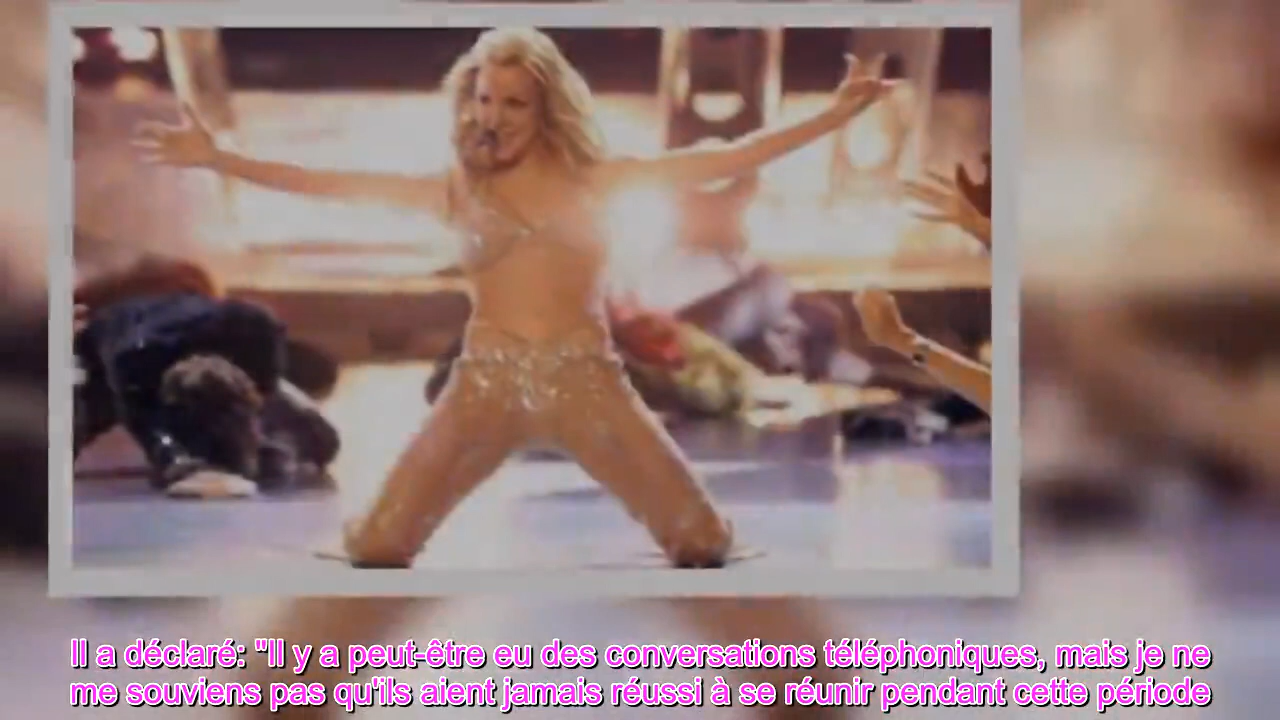 Il a déclaré: "Il y a peut-être eu des conversations téléphoniques, mais je ne
me souviens pas qu'ils aient jamais réussi à se réunir pendant cette période